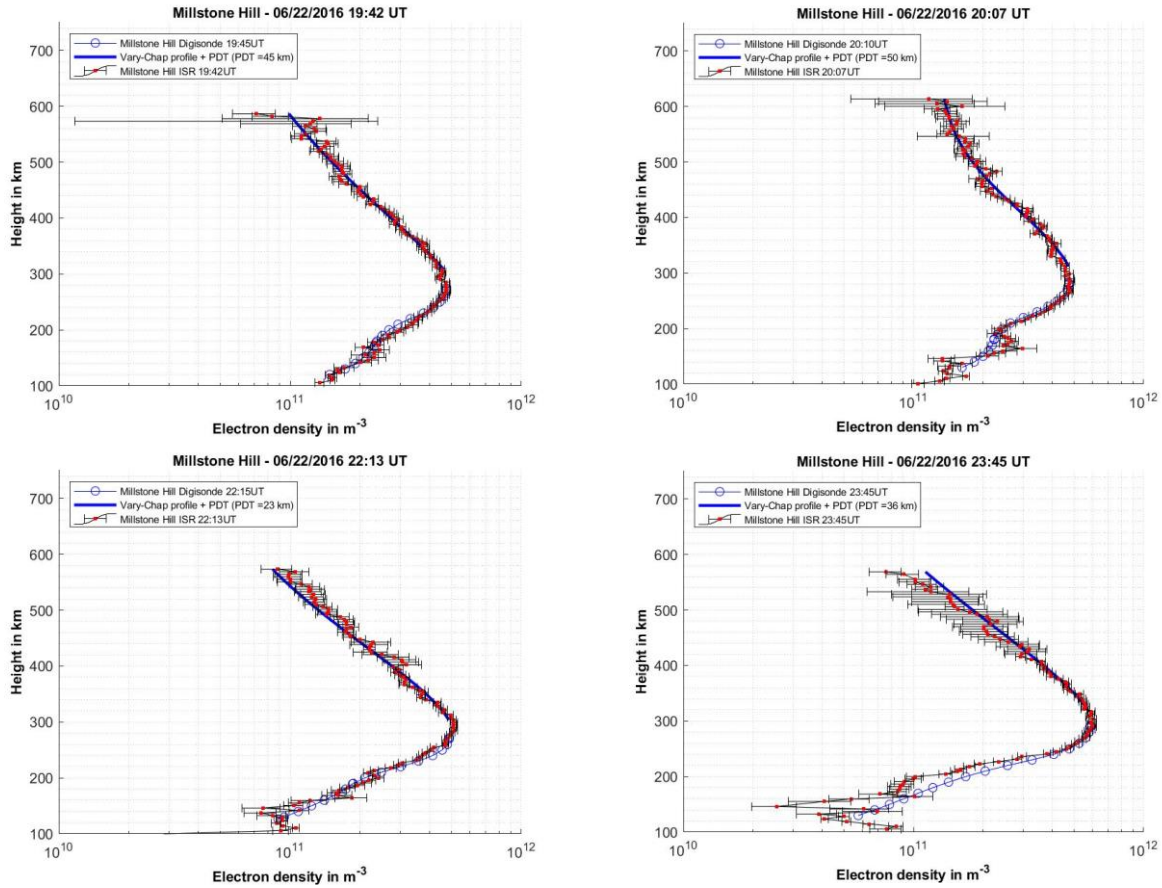 Millstone Hill - 06/22/2016 19:42 UT
Millstone Hill Digisonde 19:45UT
Vary-Chap profile + PDT (PDT =45 km)
Millstone Hill ISR 19:42UT
Height in km
700
600
500
400
300
200
100
10^10
10^11
10^12
Electron density in m^-3
Millstone Hill - 06/22/2016 20:07 UT
Millstone Hill Digisonde 20:10UT
Vary-Chap profile + PDT (PDT =50 km)
Millstone Hill ISR 20:07UT
Height in km
700
600
500
400
300
200
100
10^10
10^11
10^12
Electron density in m^-3
Millstone Hill - 06/22/2016 22:13 UT
Millstone Hill Digisonde 22:15UT
Vary-Chap profile + PDT (PDT =23 km)
Millstone Hill ISR 22:13UT
Height in km
700
600
500
400
300
200
100
10^10
10^11
10^12
Electron density in m^-3
Millstone Hill - 06/22/2016 23:45 UT
Millstone Hill Digisonde 23:45UT
Vary-Chap profile + PDT (PDT =36 km)
Millstone Hill ISR 23:45UT
Height in km
700
600
500
400
300
200
100
10^10
10^11
10^12
Electron density in m^-3